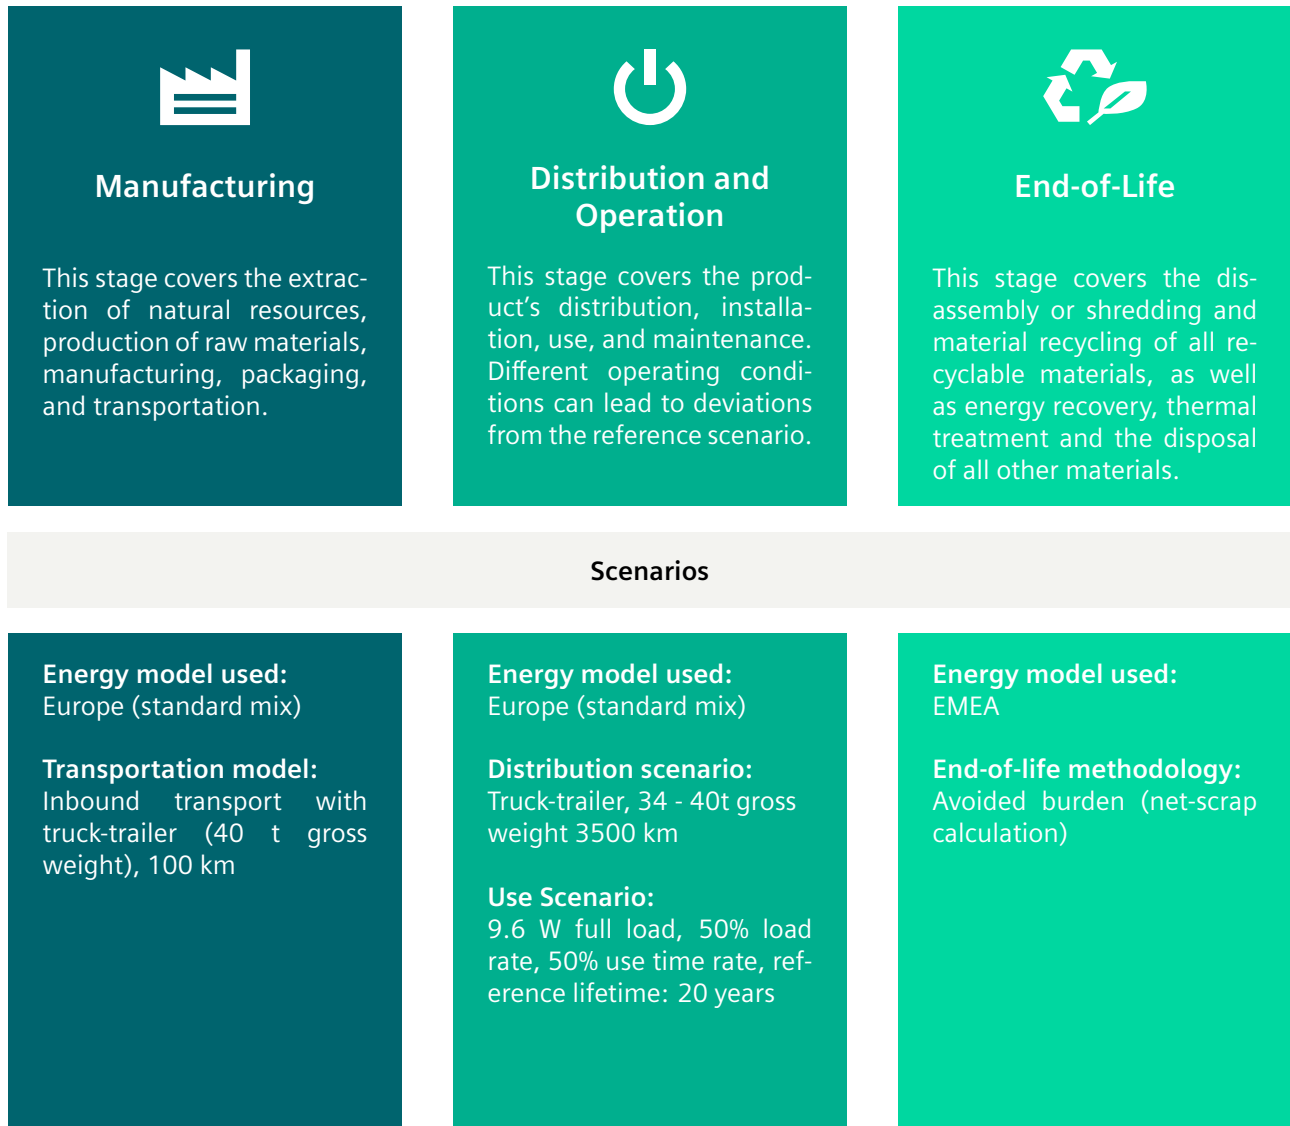 Manufacturing
This stage covers the extrac-
tion of natural resources,
production of raw materials,
manufacturing, packaging,
and transportation.
Distribution and
Operation
This stage covers the prod-
uct's distribution, installa-
tion, use, and maintenance.
Different operating condi-
tions can lead to deviations
from the reference scenario.
End-of-Life
This stage covers the dis-
assembly or shredding and
material recycling of all re-
cyclable materials, as well
as energy recovery, thermal
treatment and the disposal
of all other materials.
Scenarios
Energy model used:
Europe (standard mix)
Transportation model:
Inbound transport with
truck-trailer (40 t gross
weight), 100 km
Energy model used:
Europe (standard mix)
Distribution scenario:
Truck-trailer, 34 - 40t gross
weight 3500 km
Use Scenario:
9.6 W full load, 50% load
rate, 50% use time rate, ref-
erence lifetime: 20 years
Energy model used:
EMEA
End-of-life methodology:
Avoided burden (net-scrap
calculation)